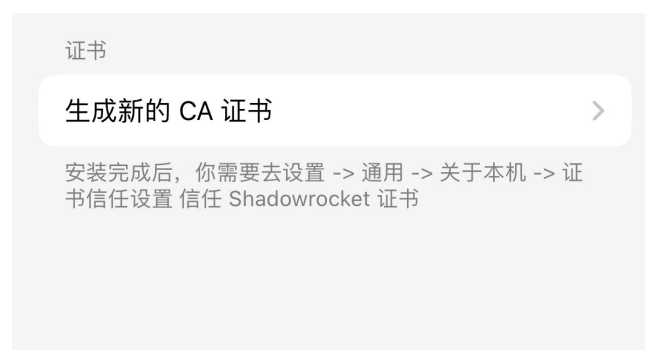 证书
生成新的 CA 证书
安装完成后，你需要去设置 -> 通用 -> 关于本机 -> 证
书信任设置 信任 Shadowrocket 证书